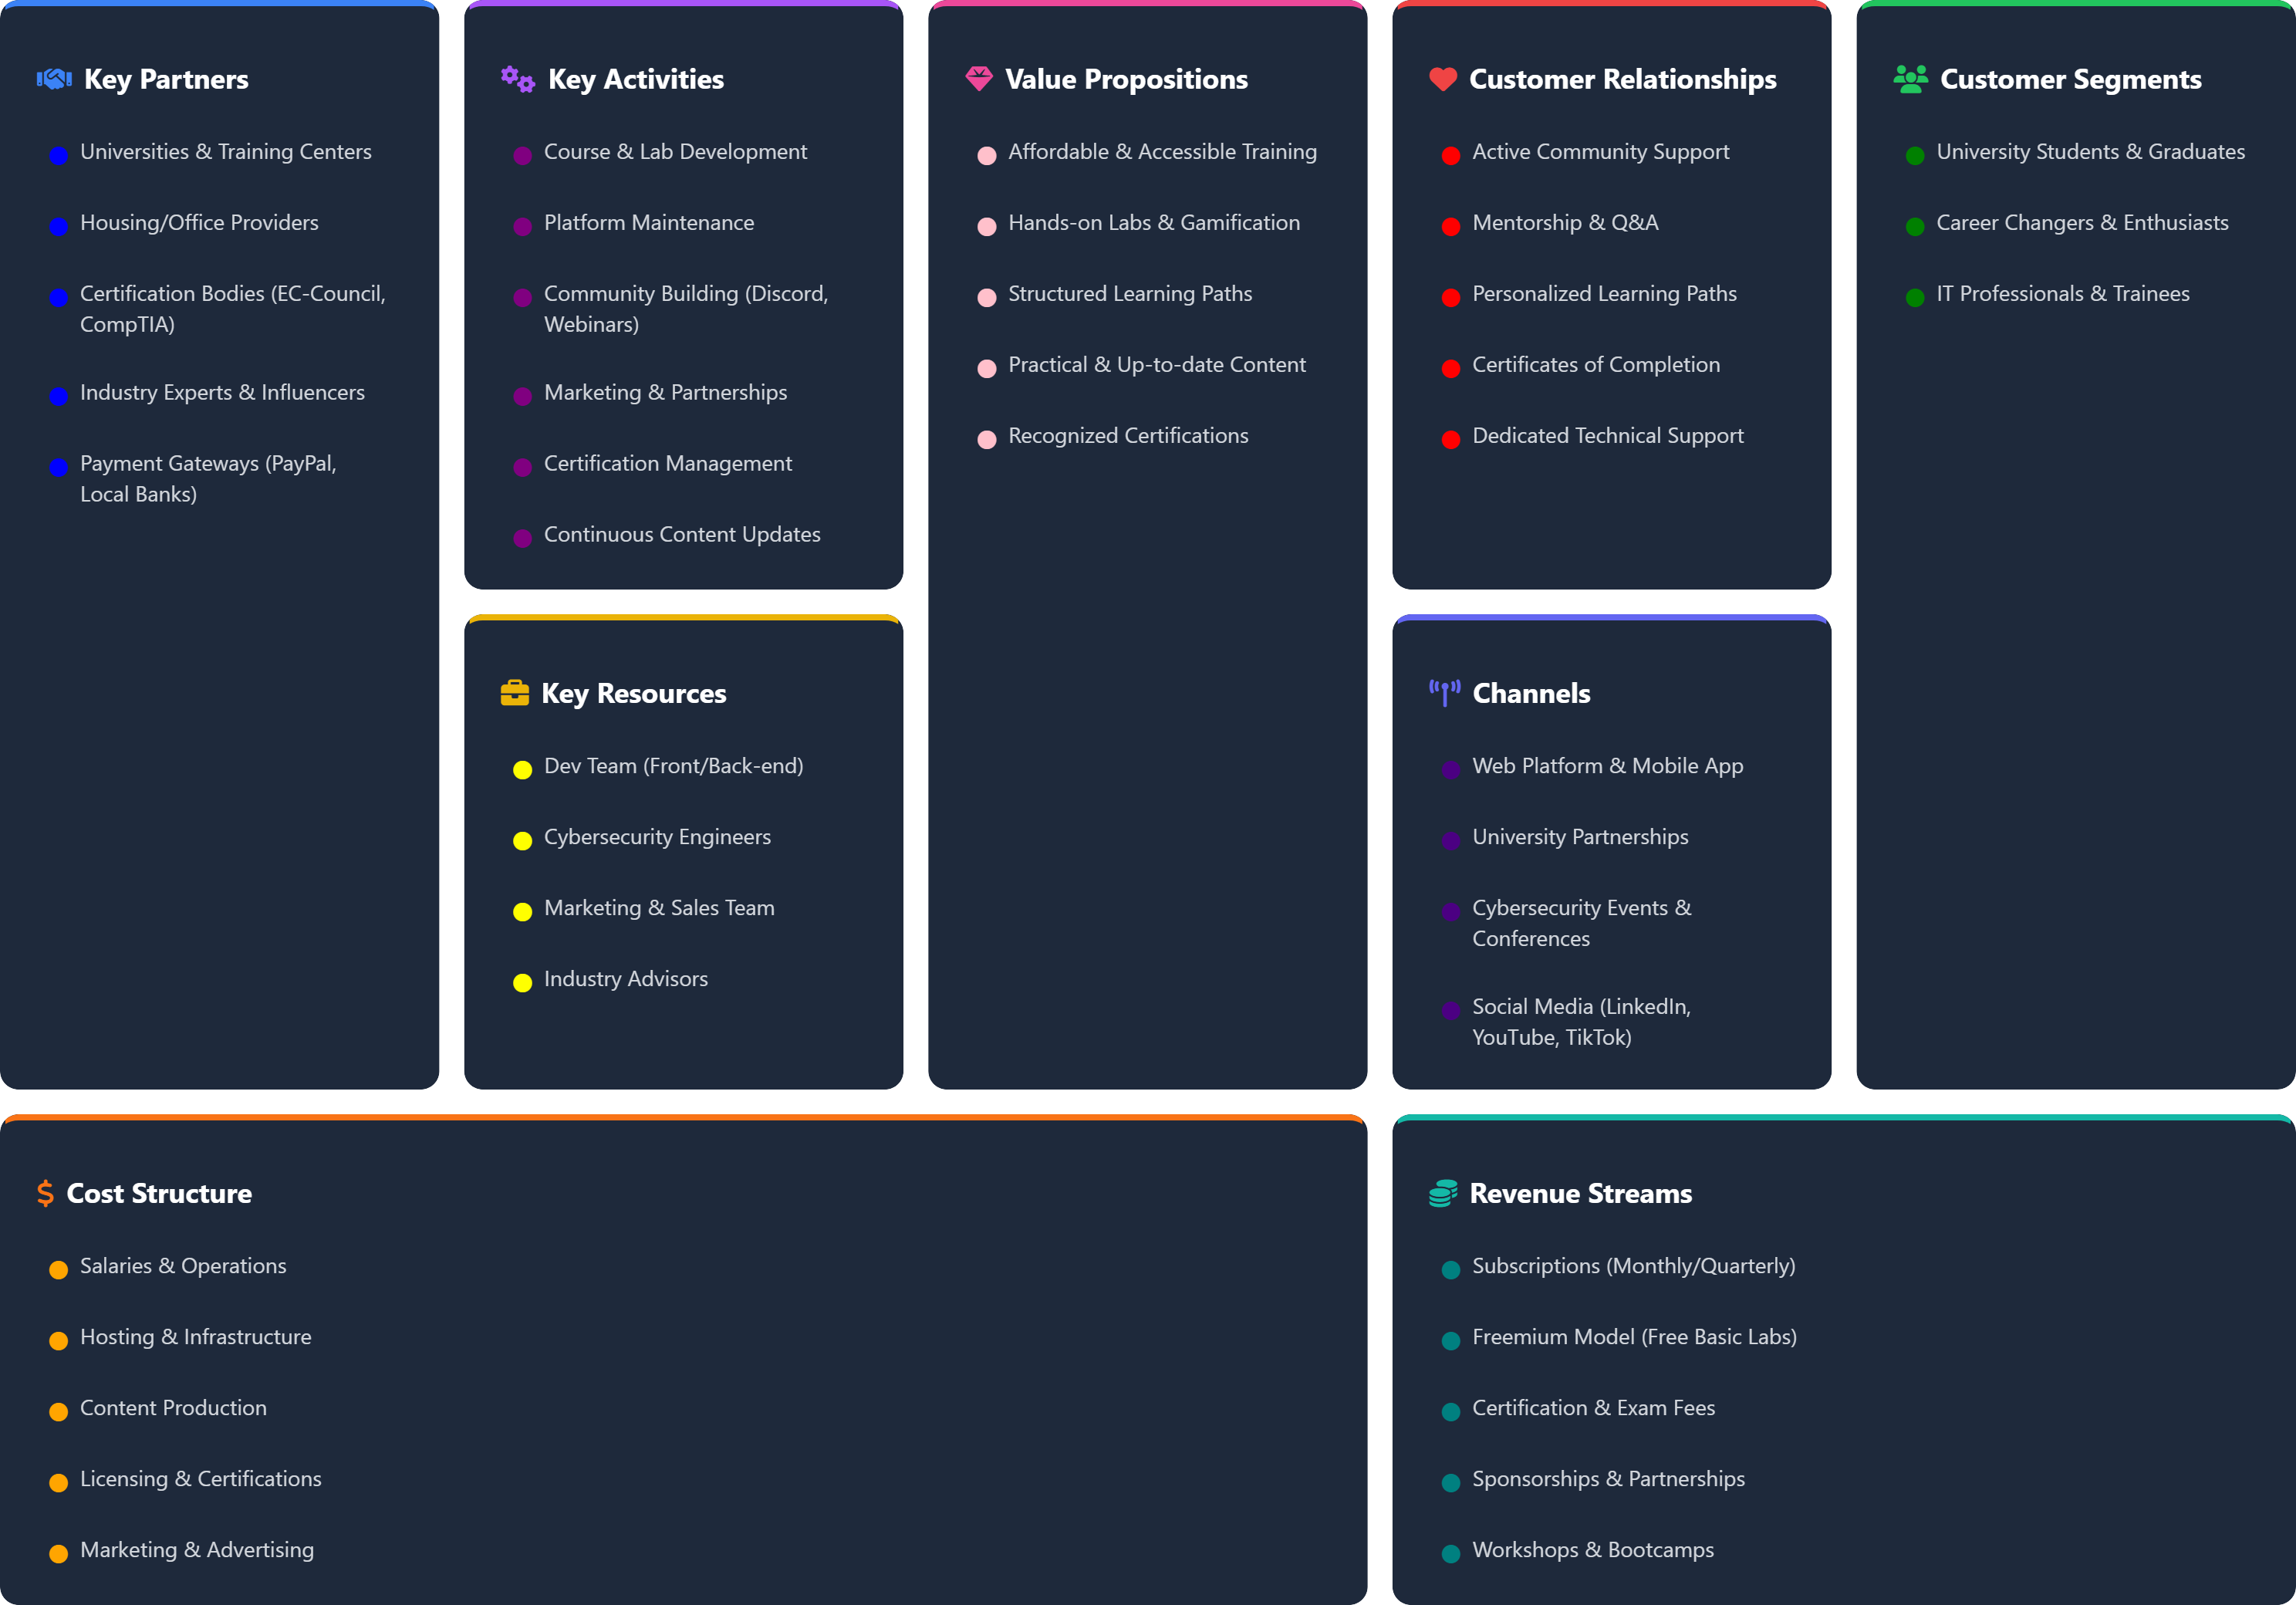 Key Partners
Universities & Training Centers
Housing/Office Providers
Certification Bodies (EC-Council,
CompTIA)
Industry Experts & Influencers
Payment Gateways (PayPal,
Local Banks)
Key Activities
Course & Lab Development
Platform Maintenance
Community Building (Discord,
Webinars)
Marketing & Partnerships
Certification Management
Continuous Content Updates
Key Resources
Dev Team (Front/Back-end)
Cybersecurity Engineers
Marketing & Sales Team
Industry Advisors
Value Propositions
Affordable & Accessible Training
Hands-on Labs & Gamification
Structured Learning Paths
Practical & Up-to-date Content
Recognized Certifications
Customer Relationships
Active Community Support
Mentorship & Q&A
Personalized Learning Paths
Certificates of Completion
Dedicated Technical Support
Channels
Web Platform & Mobile App
University Partnerships
Cybersecurity Events &
Conferences
Social Media (LinkedIn,
YouTube, TikTok)
Customer Segments
University Students & Graduates
Career Changers & Enthusiasts
IT Professionals & Trainees
Cost Structure
Salaries & Operations
Hosting & Infrastructure
Content Production
Licensing & Certifications
Marketing & Advertising
Revenue Streams
Subscriptions (Monthly/Quarterly)
Freemium Model (Free Basic Labs)
Certification & Exam Fees
Sponsorships & Partnerships
Workshops & Bootcamps